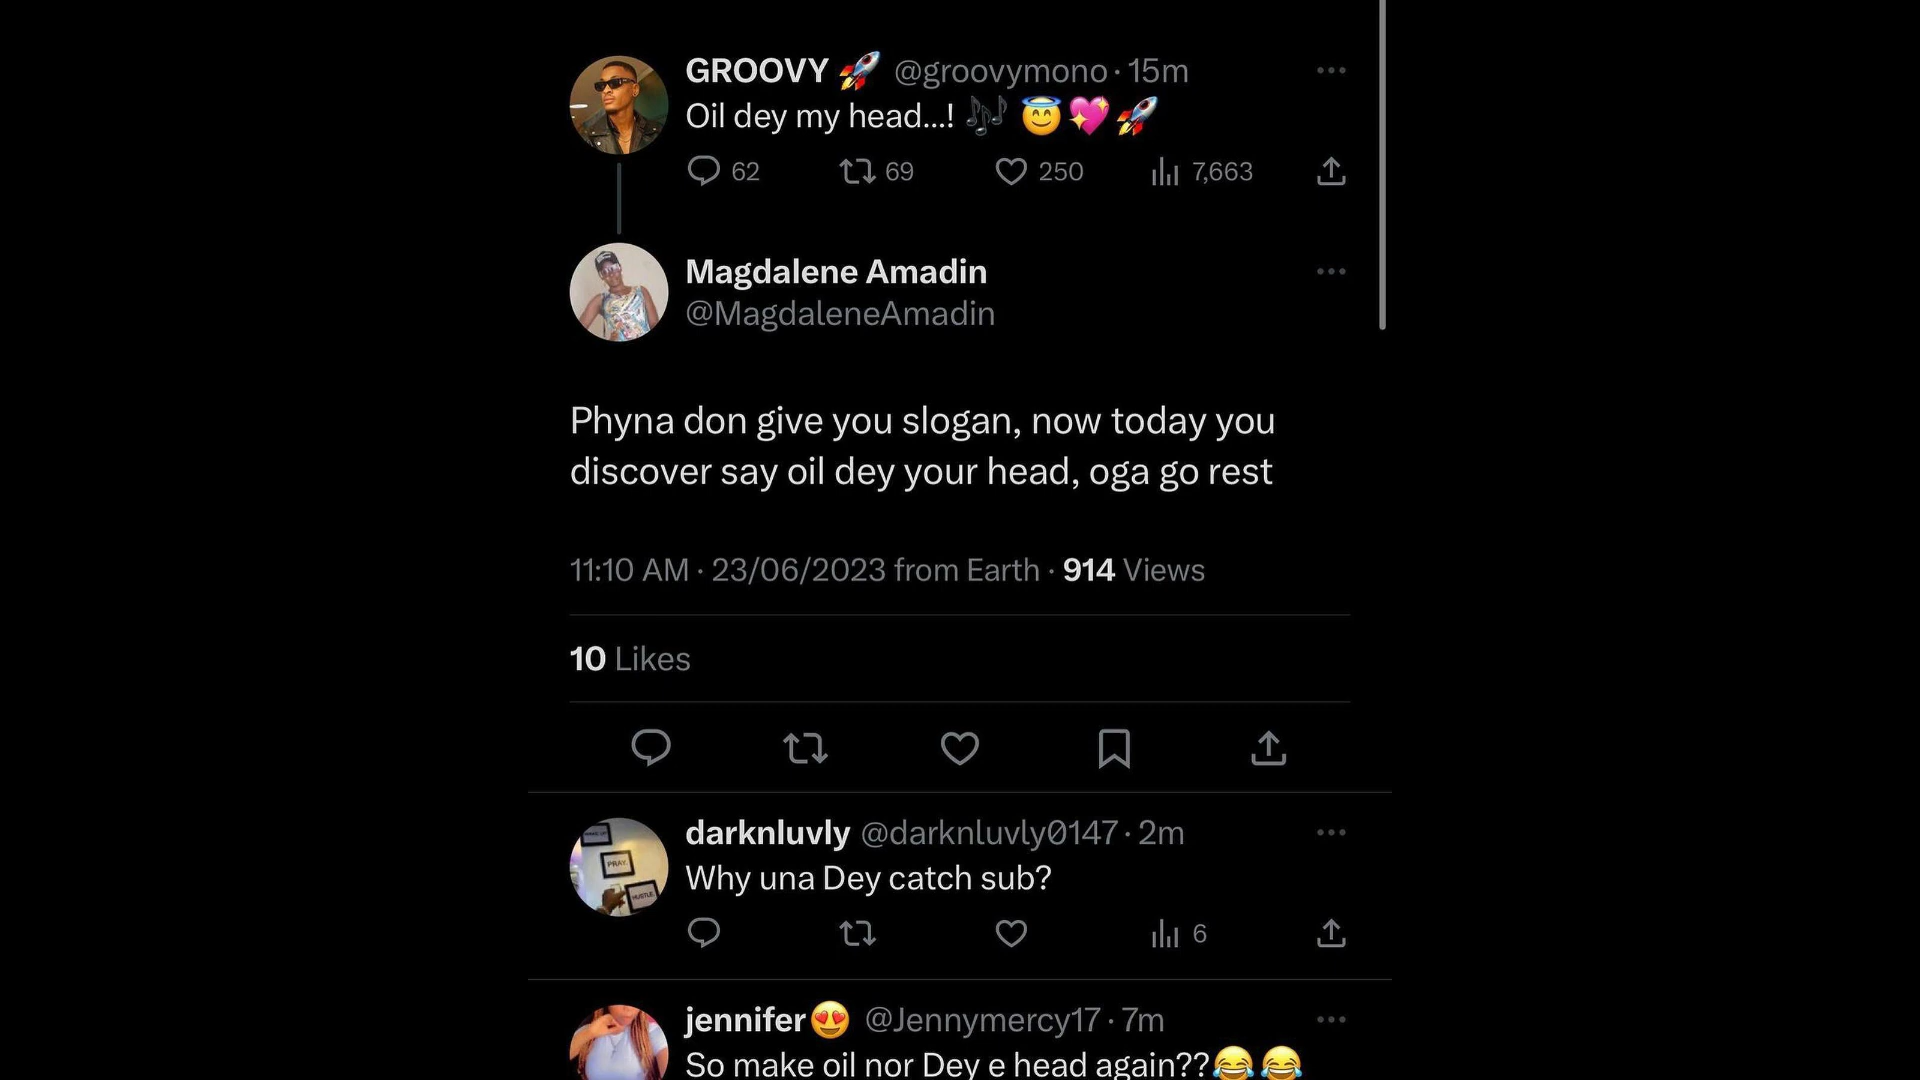 GROOVY 🚀 @groovymono · 15m
Oil dey my head...! 🎶 😇💖🚀
62 69 250 7,663
Magdalene Amadin
@MagdaleneAmadin
Phyna don give you slogan, now today you
discover say oil dey your head, oga go rest
11:10 AM · 23/06/2023 from Earth · 914 Views
10 Likes
darknluvly @darknluvly0147 · 2m
PRAY.
HUSTLE.
Why una Dey catch sub?
6
jennifer😍 @Jennymercy17 · 7m
So make oil nor Dey e head again??😂😂